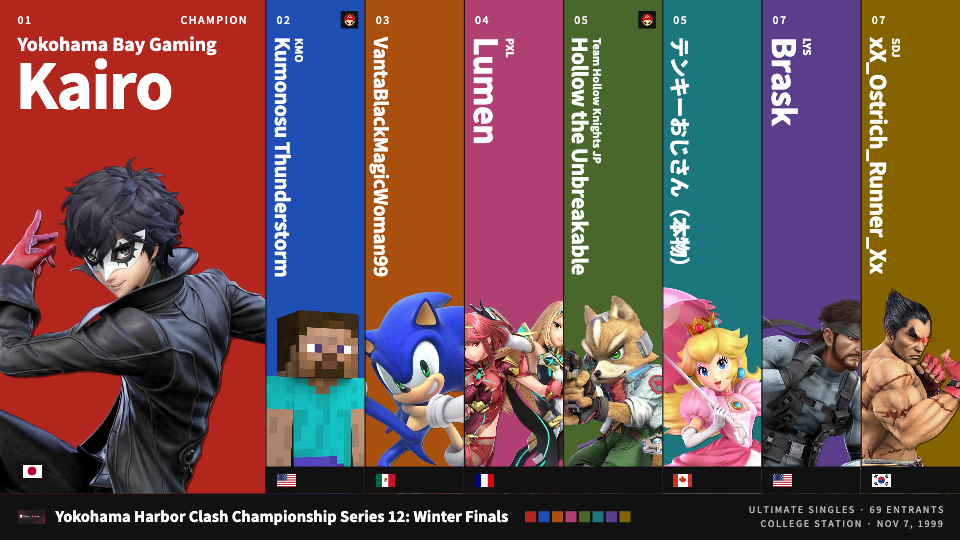 01
CHAMPION
Yokohama Bay Gaming
Kairo
02
KMO
Kumonosu Thunderstorm
03
VantaBlackMagicWoman99
04
PXL
Lumen
05
Team Hollow Knights JP
Hollow the Unbreakable
05
テンキーおじさん（本物）
07
LYS
Brask
07
SDJ
xX_Ostrich_Runner_Xx
Yokohama Harbor Clash Championship Series 12: Winter Finals
ULTIMATE SINGLES · 69 ENTRANTS
COLLEGE STATION · NOV 7, 1999